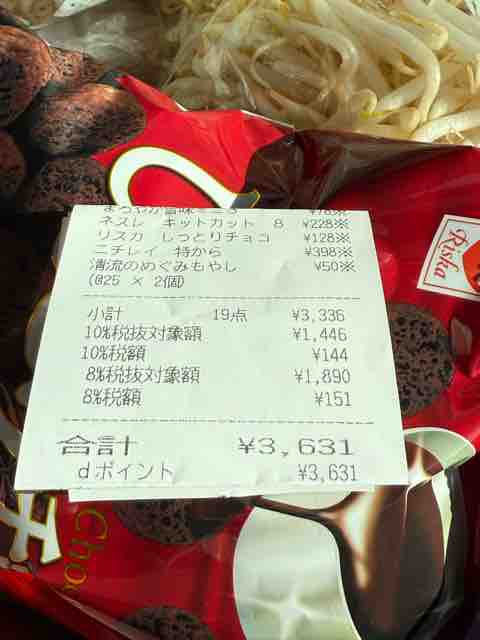 ネスレ キットカット 8 ¥228※
リスカ しっとりチョコ ¥128※
ニチレイ 特から ¥398※
清流のめぐみもやし ¥50※
(@25 × 2個)
小計 19点 ¥3,336
10%税抜対象額 ¥1,446
10%税額 ¥144
8%税抜対象額 ¥1,890
8%税額 ¥151
合計 ¥3,631
dポイント ¥3,631
Riska
Choco